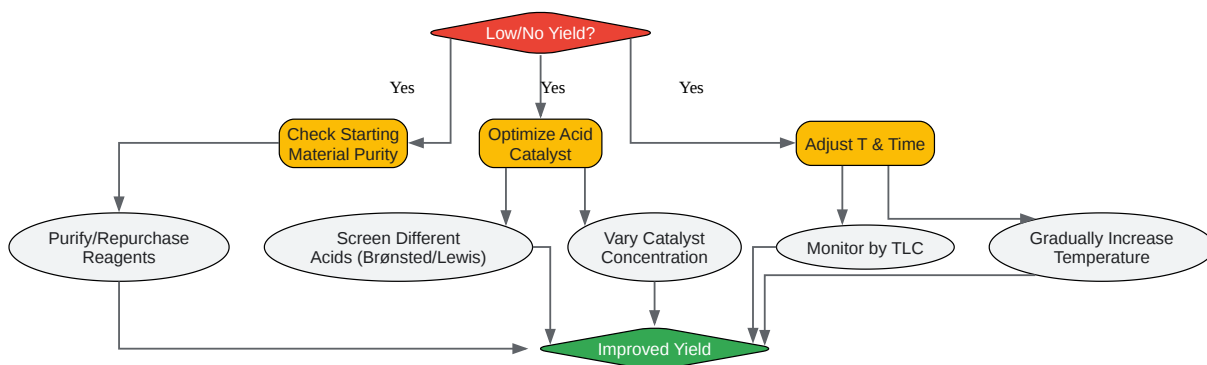 Low/No Yield?
Yes
Yes
Yes
Check Starting
Material Purity
Optimize Acid
Catalyst
Adjust T & Time
Purify/Repurchase
Reagents
Screen Different
Acids (Brønsted/Lewis)
Vary Catalyst
Concentration
Monitor by TLC
Gradually Increase
Temperature
Improved Yield